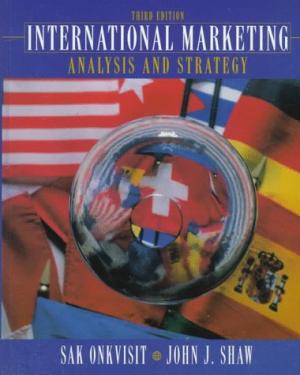 THIRD EDITION
INTERNATIONAL MARKETING
ANALYSIS AND STRATEGY
SAK ONKVISIT JOHN J. SHAW